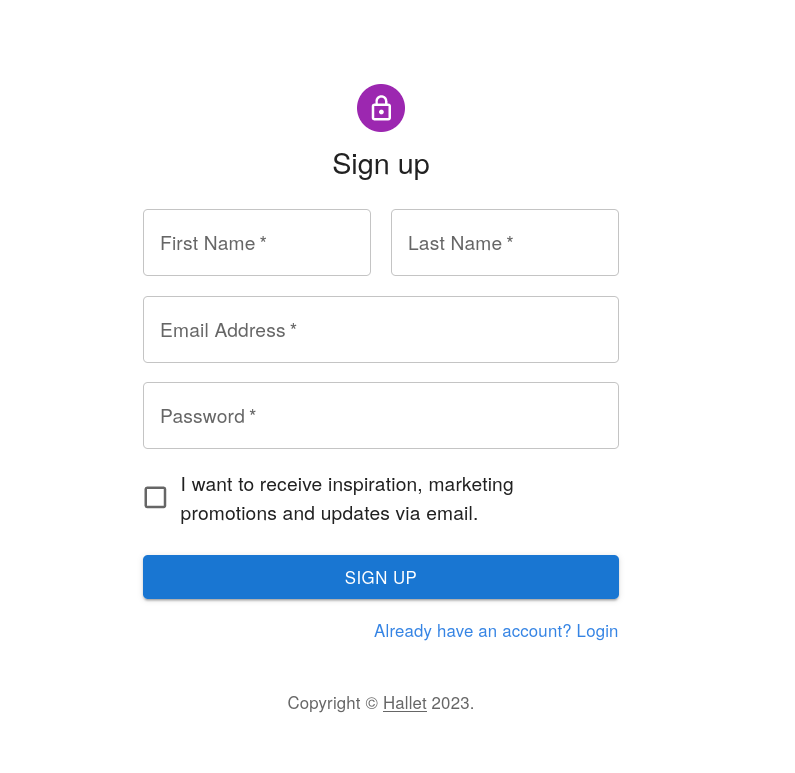 Sign up
First Name *
Last Name *
Email Address *
Password *
I want to receive inspiration, marketing
promotions and updates via email.
SIGN UP
Already have an account? Login
Copyright © Hallet 2023.